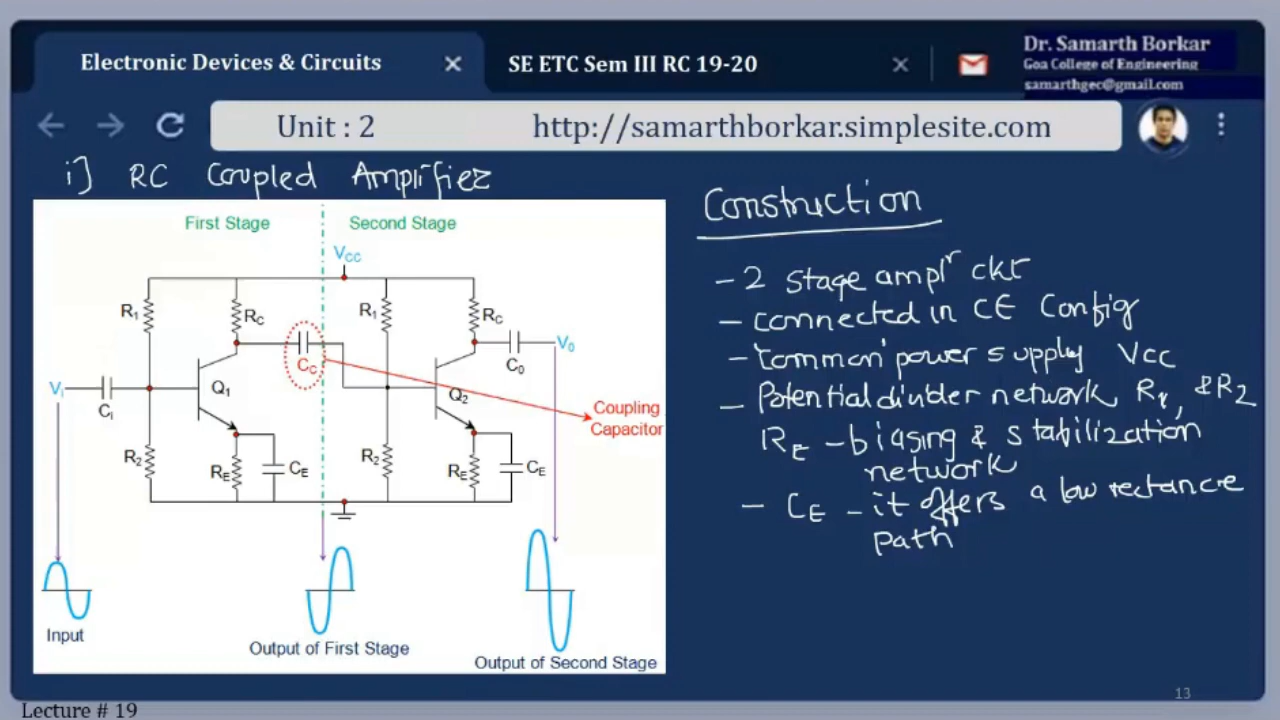 Electronic Devices & Circuits
SE ETC Sem III RC 19-20
Dr. Samarth Borkar
Goa College of Engineering
samarthgec@gmail.com
Unit : 2
http://samarthborkar.simplesite.com
i] RC Coupled Amplifier
First Stage
Second Stage
VCC
R1
RC
R1
RC
CC
C0
V0
Vi
Ci
Q1
Q2
Coupling
Capacitor
R2
RE
CE
R2
RE
CE
Input
Output of First Stage
Output of Second Stage
Construction
- 2 stage amplr ckt
- connected in CE Config
- 'common' power supply VCC
- Potential divider network R1, & R2
RE - biasing & stabilization
network
- CE - it offers a low rectance
path
13
Lecture # 19